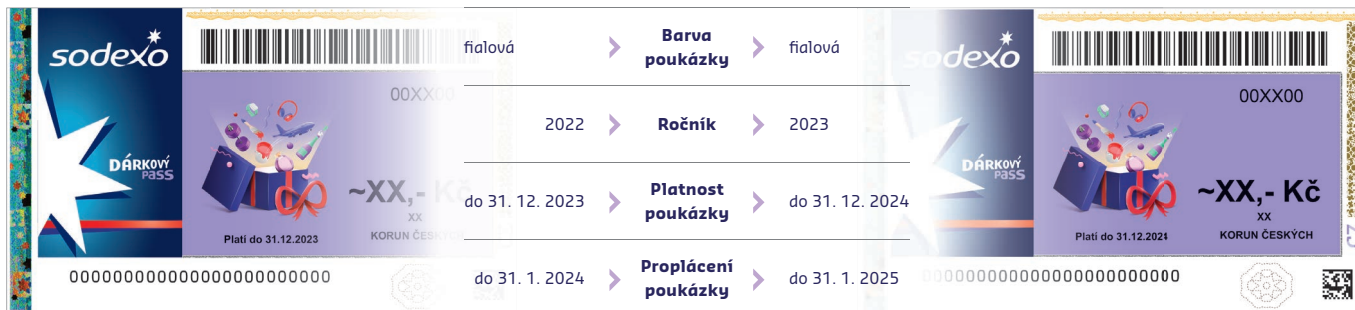 sodexo
DÁRKOVÝ
PASS
00XX00
~XX,- Kč
XX
KORUN ČESKÝCH
Platí do 31.12.2023
00000000000000000000000000
fialová > Barva poukázky > fialová
2022 > Ročník > 2023
do 31. 12. 2023 > Platnost poukázky > do 31. 12. 2024
do 31. 1. 2024 > Proplácení poukázky > do 31. 1. 2025
sodexo
DÁRKOVÝ
PASS
00XX00
~XX,- Kč
XX
KORUN ČESKÝCH
Platí do 31.12.2024
00000000000000000000000000